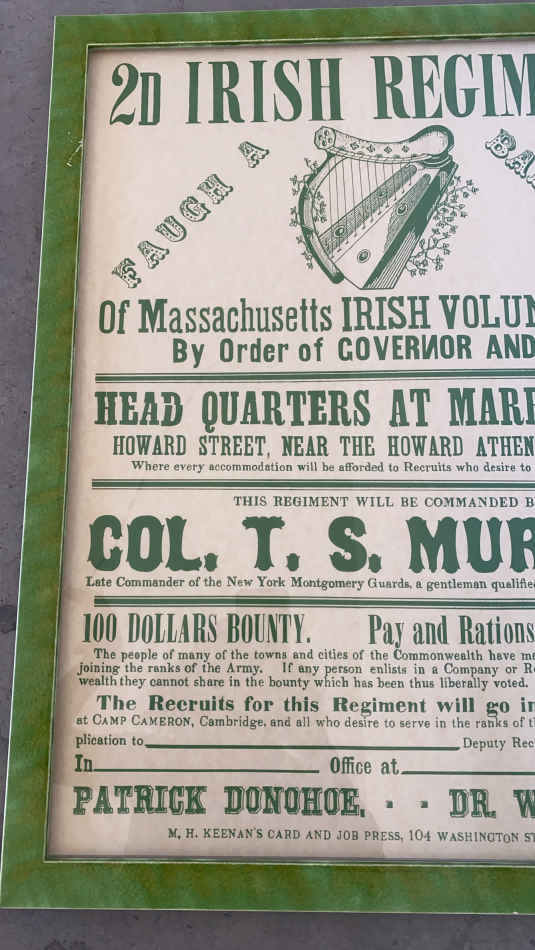 2D IRISH REGIM
FAUGH A BA
Of Massachusetts IRISH VOLUN
By Order of GOVERNOR AND
HEAD QUARTERS AT MARR
HOWARD STREET, NEAR THE HOWARD ATHEN
Where every accommodation will be afforded to Recruits who desire to
THIS REGIMENT WILL BE COMMANDED B
COL. T. S. MUR
Late Commander of the New York Montgomery Guards, a gentleman qualifie
100 DOLLARS BOUNTY. Pay and Rations
The people of many of the towns and cities of the Commonwealth have m
joining the ranks of the Army. If any person enlists in a Company or R
wealth they cannot share in the bounty which has been thus liberally voted.
The Recruits for this Regiment will go in
at CAMP CAMERON, Cambridge, and all who desire to serve in the ranks of t
plication to Deputy Rec
In Office at
PATRICK DONOHOE, - - DR. W
M. H. KEENAN'S CARD AND JOB PRESS, 104 WASHINGTON ST